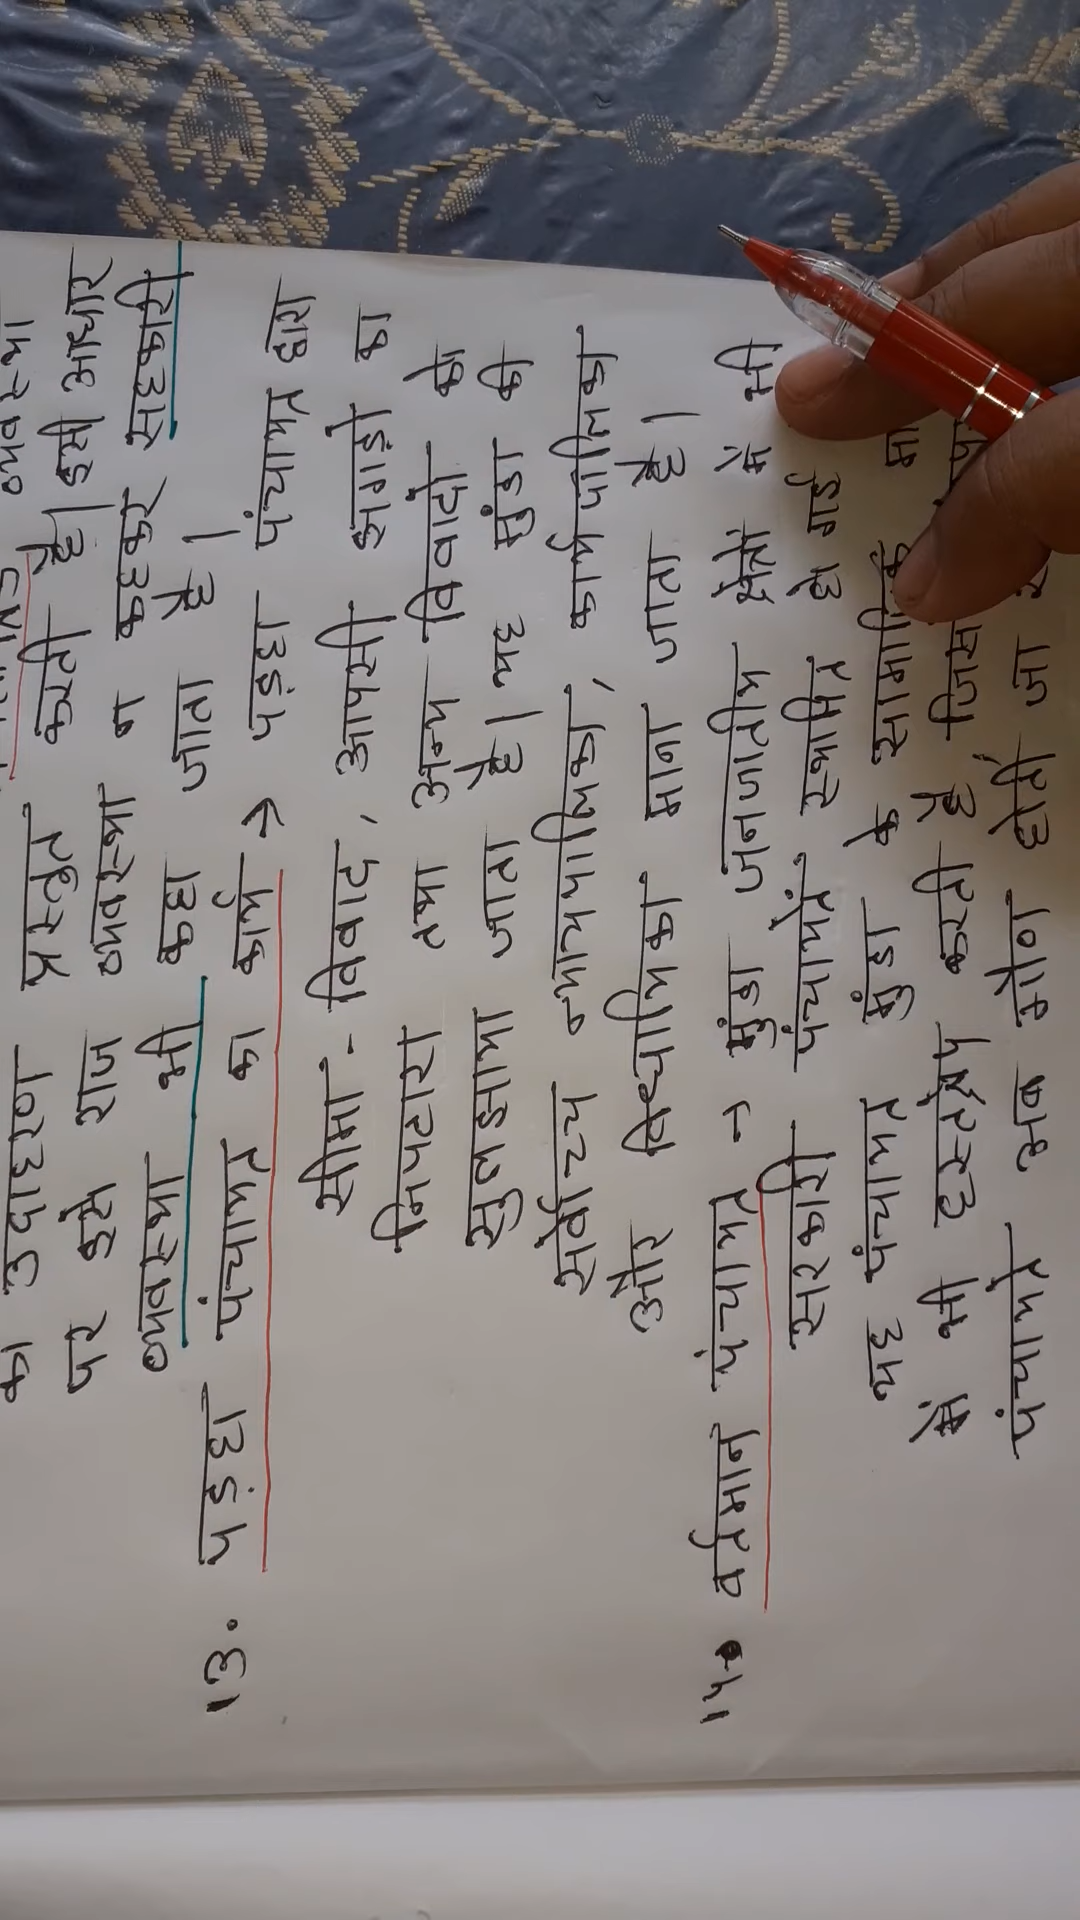 व्यवस्था
का उदाहरण प्रस्तुत करती है। इसी आधार
पर इसे राज व्यवस्था न कहकर सहकारी
व्यवस्था भी कहा जाता है।
13. पड़हा पंचायत का कार्य → पड़हा पंचायत द्वारा
सीमा - विवाद, आपसी झगड़ो का
निपटारा तथा अन्य विवादो को
सुलझाया जाता है। यह मुंडा की
सर्वोच्य न्यायपालिका, कार्यपालिका
और विधायिका माना जाता है।
14. वर्तमान पंचायत → मुंडा जनजातीय क्षेत्रों में भी
सरकारी पंचायतें स्थापित हो गई
यह पंचायत मुंडा के सामाजिक
में भी हस्तक्षेप करती है
पंचायतें अब गौण होती जा